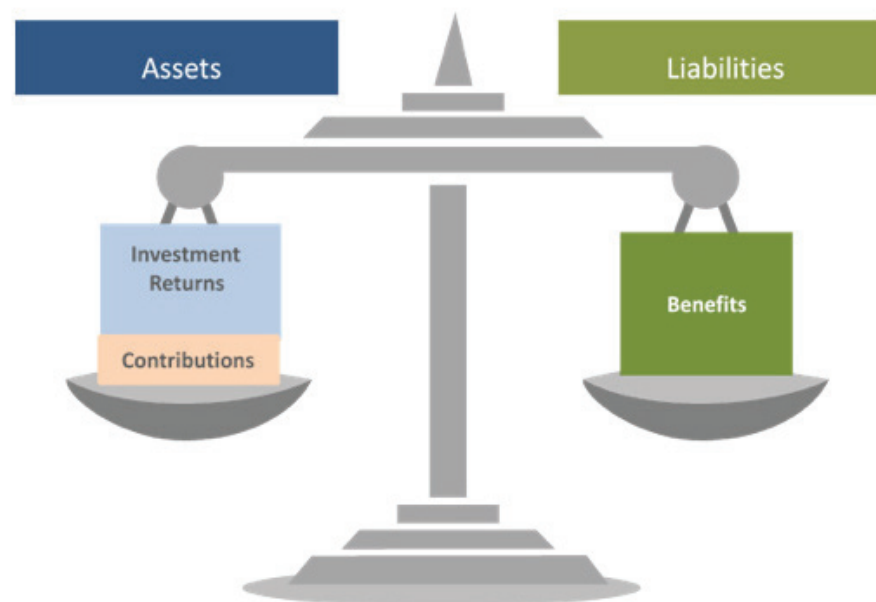 Assets
Liabilities
Investment
Returns
Contributions
Benefits